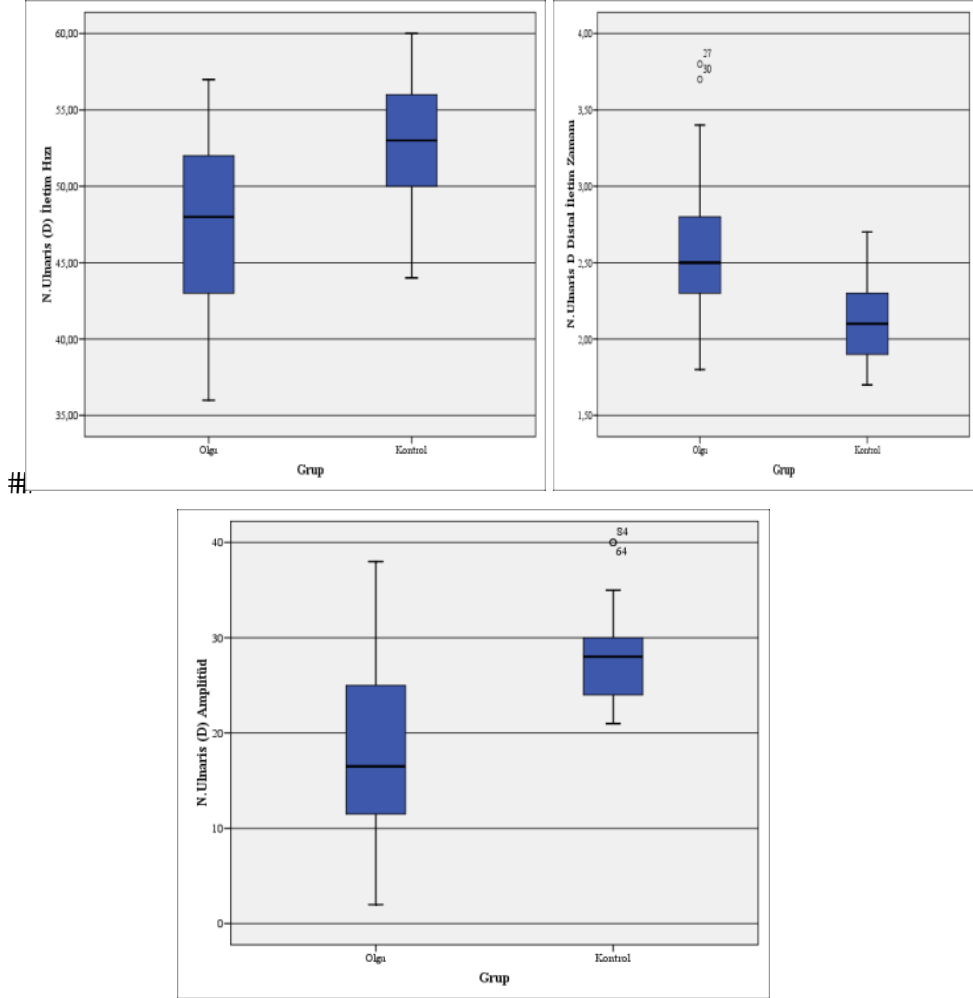 N.Ulnaris (D) İletim Hızı
60,00
55,00
50,00
45,00
40,00
35,00
Olgu
Kontrol
Grup
N.Ulnaris D Distal İletim Zamanı
4,00
3,50
3,00
2,50
2,00
1,50
27
30
Olgu
Kontrol
Grup
#.
N.Ulnaris (D) Amplitüd
40
30
20
10
0
84
64
Olgu
Kontrol
Grup